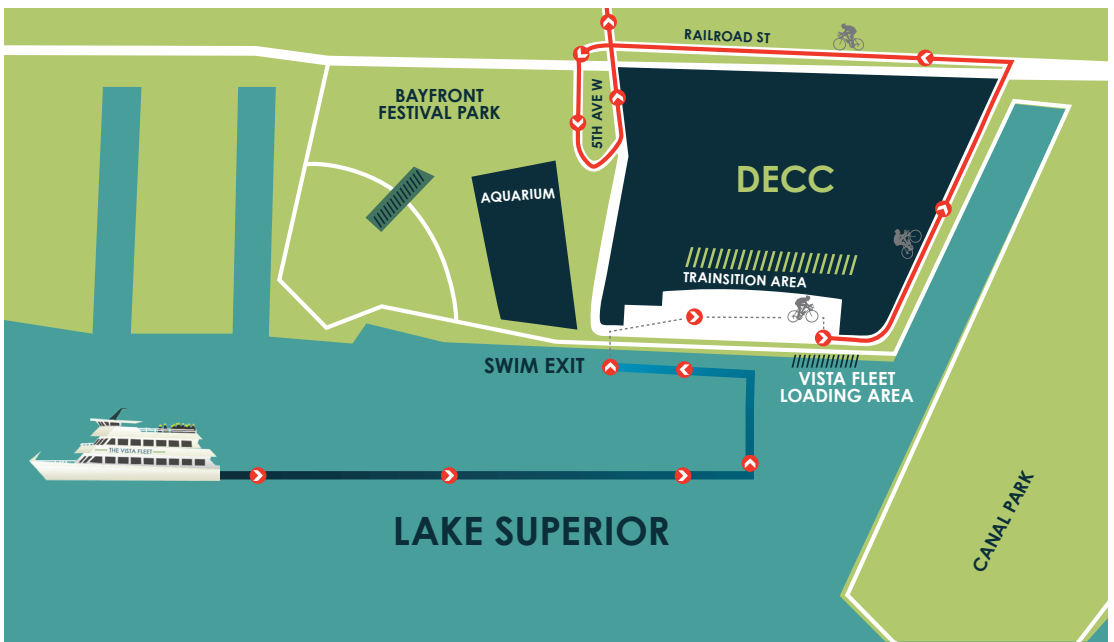 RAILROAD ST
BAYFRONT
FESTIVAL PARK
5TH AVE W
DECC
AQUARIUM
TRAINSITION AREA
SWIM EXIT
VISTA FLEET
LOADING AREA
THE VISTA FLEET
LAKE SUPERIOR
CANAL PARK